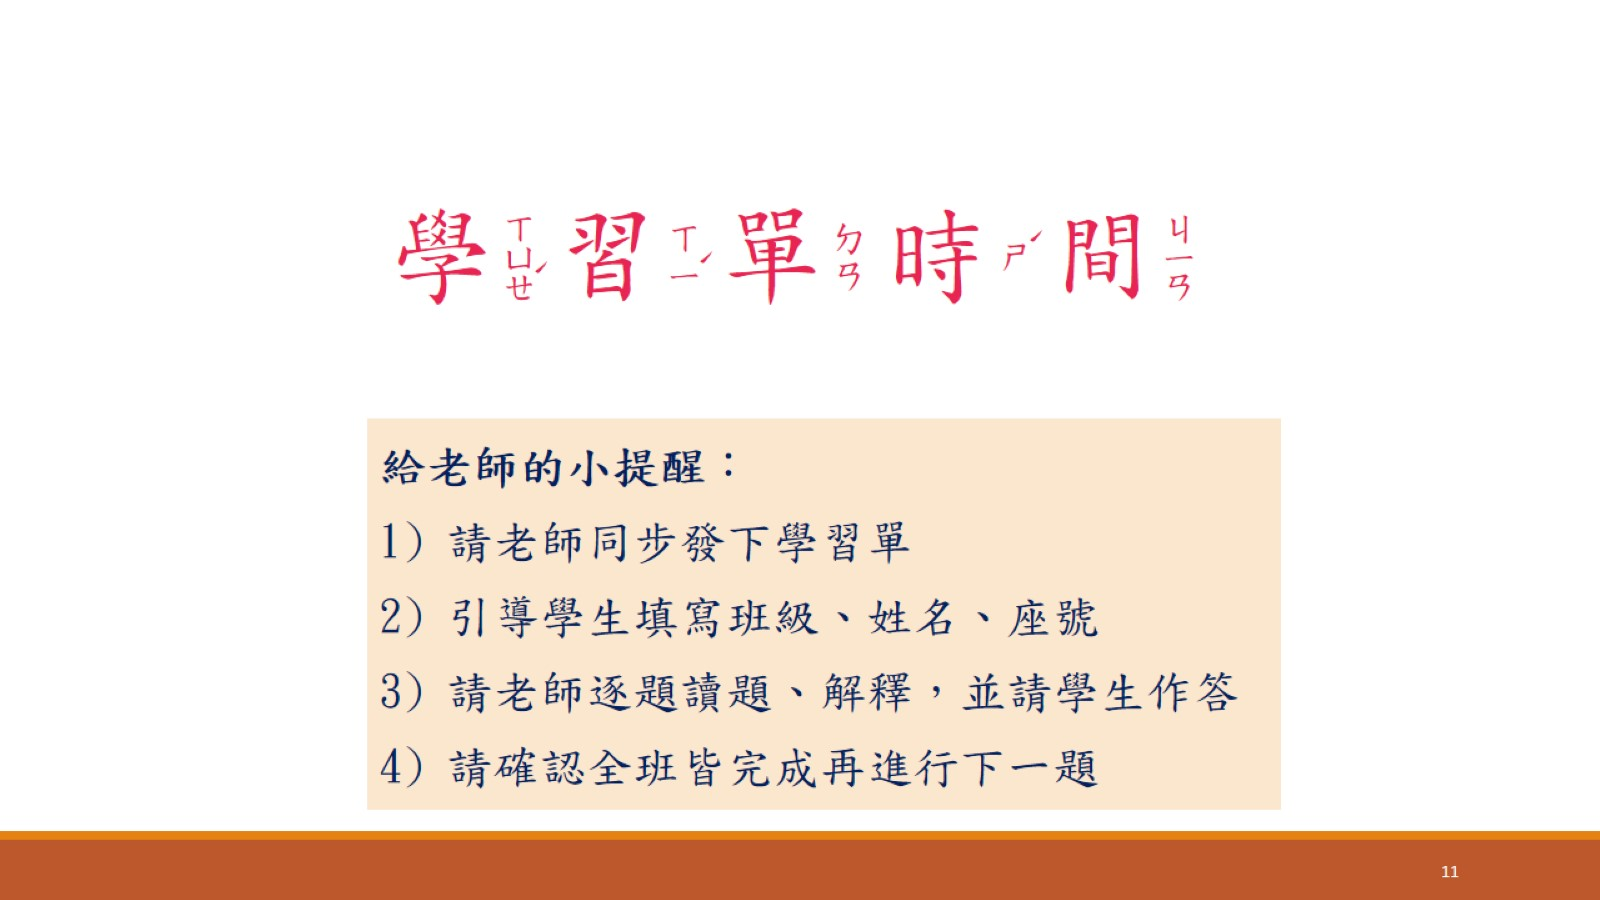 學ㄒㄩㄝˊ習ㄒㄧˊ單ㄉㄢ時ㄕˊ間ㄐㄧㄢ
給老師的小提醒：
1) 請老師同步發下學習單
2) 引導學生填寫班級、姓名、座號
3) 請老師逐題讀題、解釋，並請學生作答
4) 請確認全班皆完成再進行下一題
11